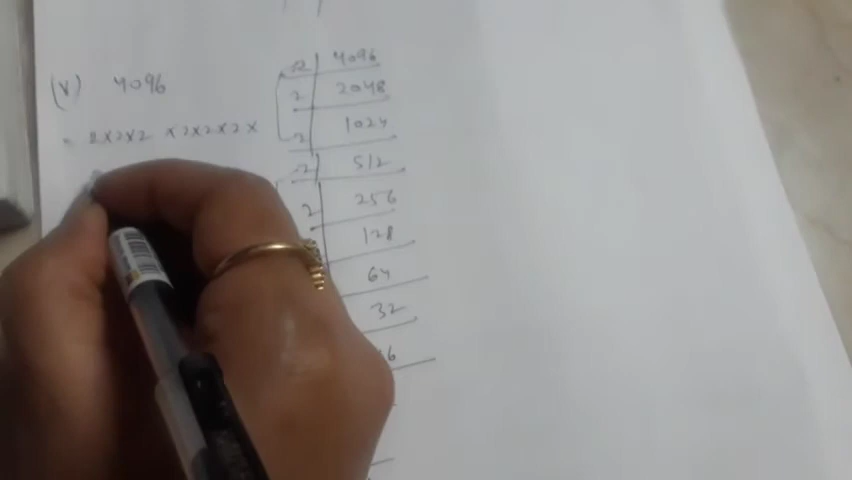 (v) 4096
= 2×2×2 × 2×2×2×
2 | 4096
2 | 2048
2 | 1024
2 | 512
2 | 256
128
64
32